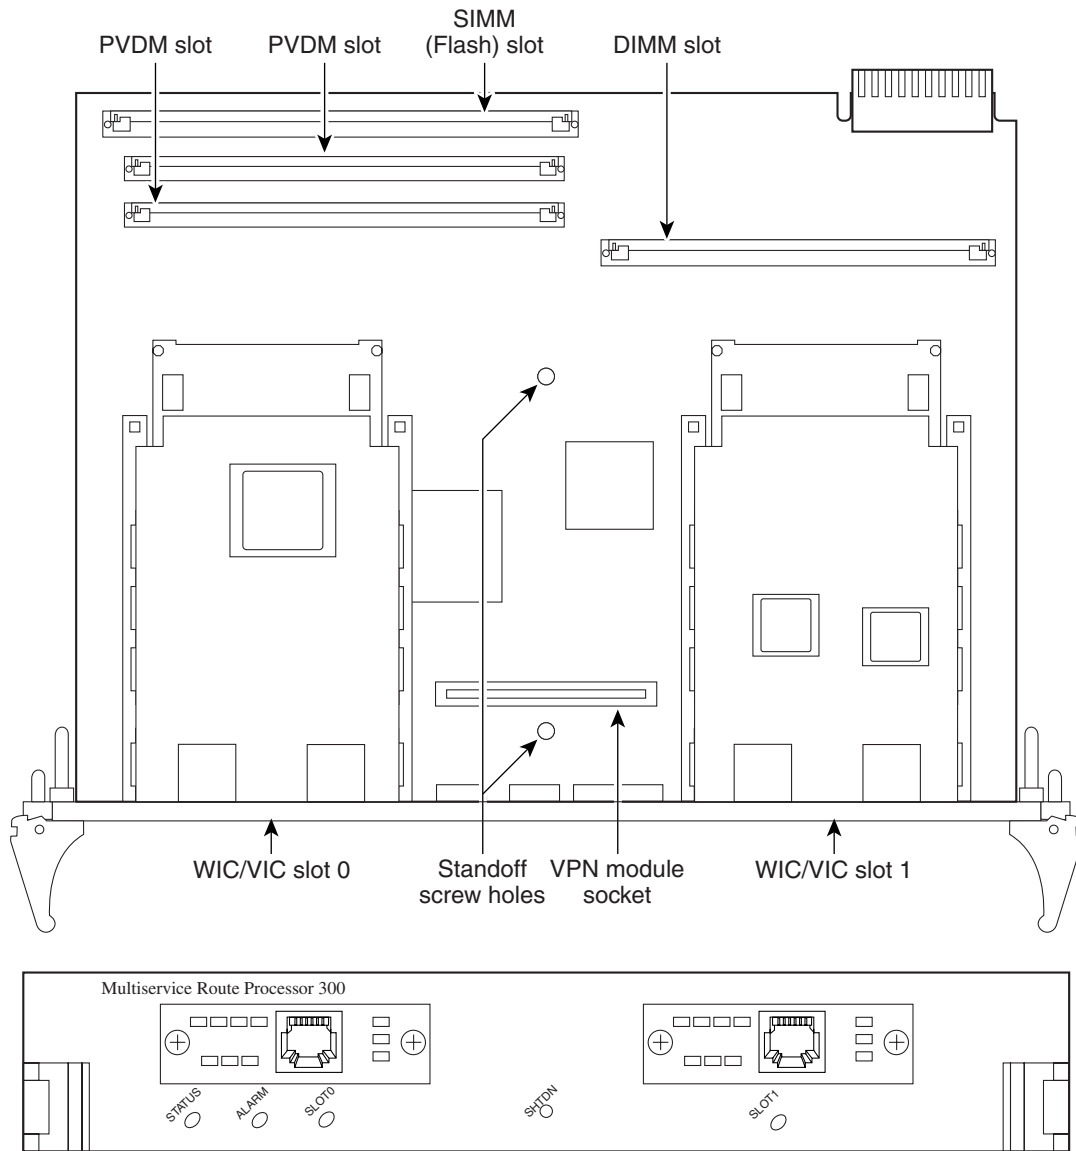 SIMM
PVDM slot PVDM slot (Flash) slot DIMM slot
WIC/VIC slot 0 Standoff VPN module WIC/VIC slot 1
screw holes socket
Multiservice Route Processor 300
STATUS ALARM SLOT0 SHTDN SLOT1